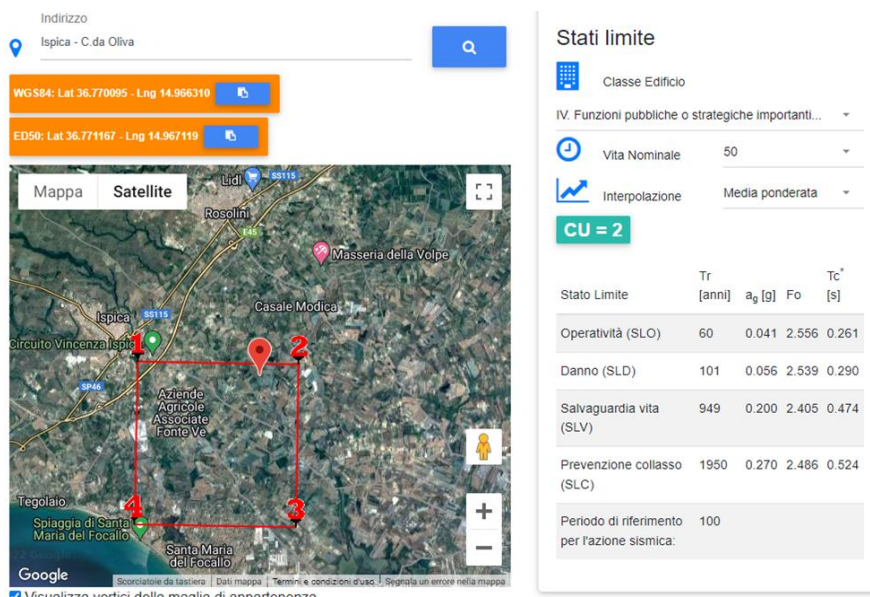 Indirizzo
Ispica - C.da Oliva
WGS84: Lat 36.770095 - Lng 14.966310
ED50: Lat 36.771167 - Lng 14.967119
Mappa Satellite
Lidl
SS115
Rosolini
E45
Masseria della Volpe
Casale Modica
Ispica
SS115
Circuito Vincenza Ispica
1
2
SP46
Aziende
Agricole
Associate
Fonte Ve
Tegolaio
4
3
Spiaggia di Santa
Maria del Focallo
Santa Maria
del Focallo
+
−
Google
Scorciatoie da tastiera Dati mappa Termini e condizioni d'uso Segnala un errore nella mappa
Visualizza vertici della maglia di appartenenza
Stati limite
Classe Edificio
IV. Funzioni pubbliche o strategiche importanti...
Vita Nominale 50
Interpolazione Media ponderata
CU = 2
Stato Limite Tr [anni] ag [g] Fo Tc* [s]
Operatività (SLO) 60 0.041 2.556 0.261
Danno (SLD) 101 0.056 2.539 0.290
Salvaguardia vita (SLV) 949 0.200 2.405 0.474
Prevenzione collasso (SLC) 1950 0.270 2.486 0.524
Periodo di riferimento per l'azione sismica: 100